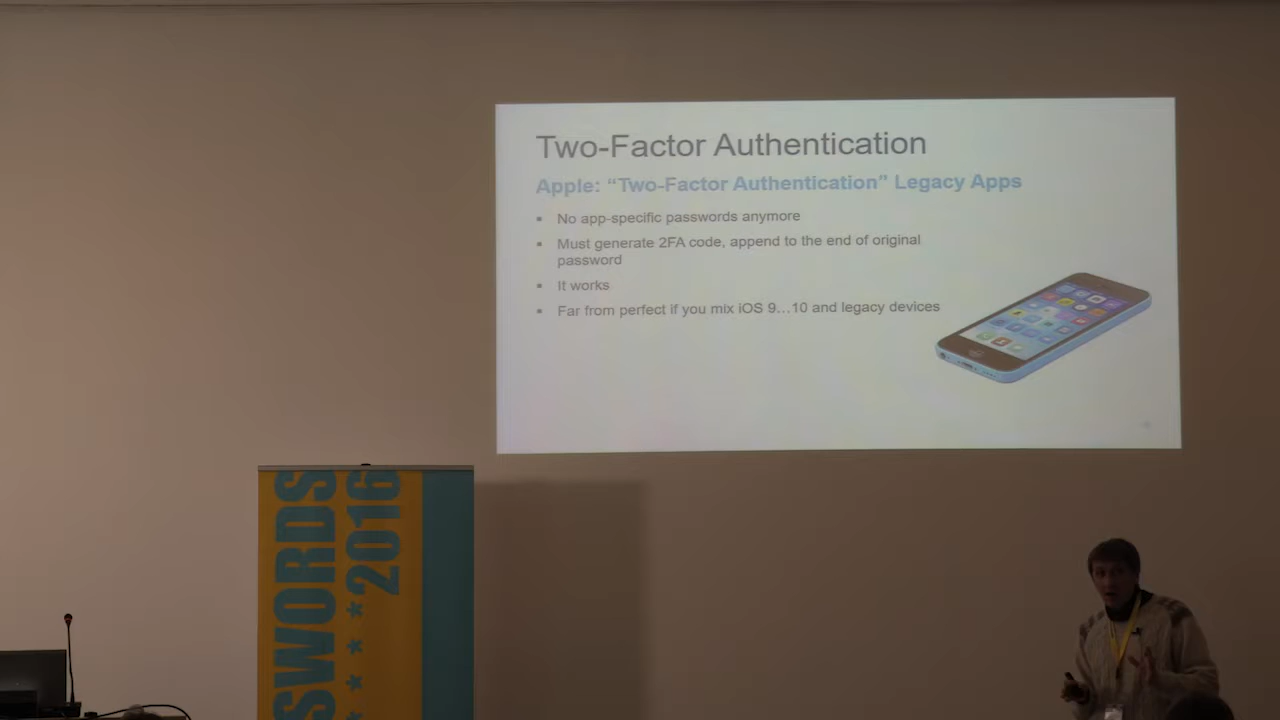 Two-Factor Authentication
Apple: “Two-Factor Authentication” Legacy Apps
▪ No app-specific passwords anymore
▪ Must generate 2FA code, append to the end of original
password
▪ It works
▪ Far from perfect if you mix iOS 9…10 and legacy devices
SWORDS
****2016